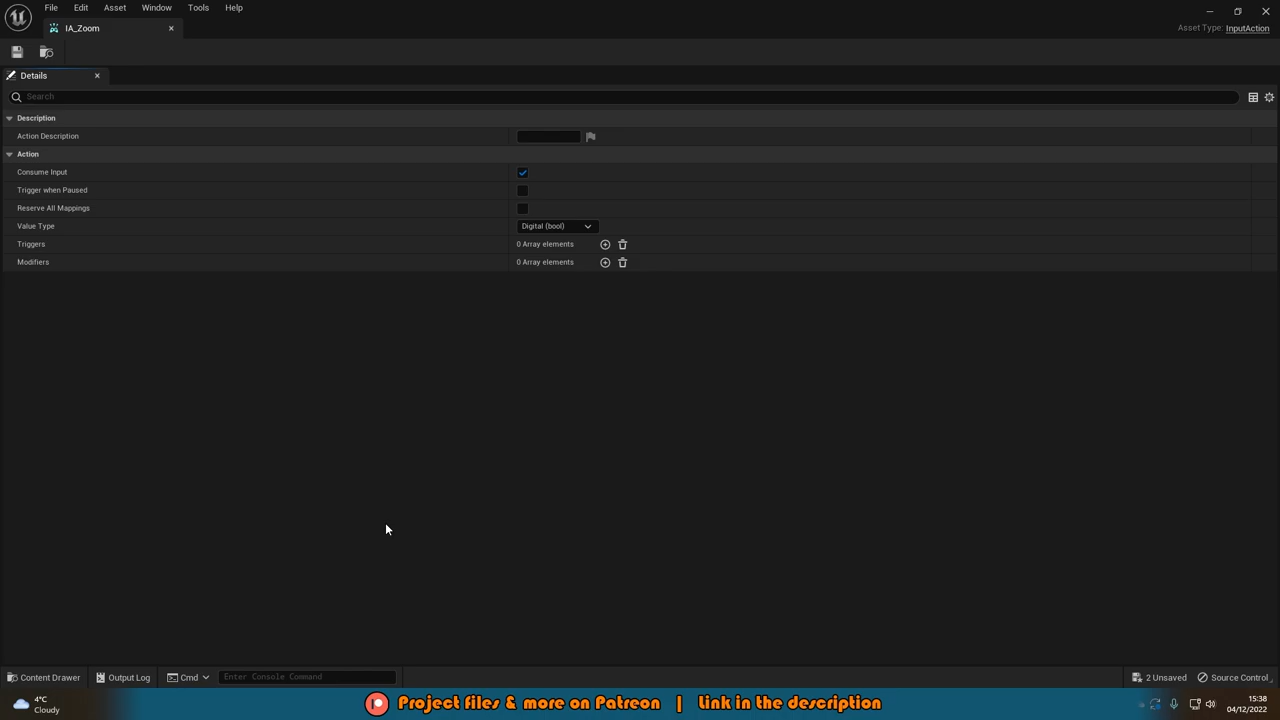 File Edit Asset Window Tools Help
IA_Zoom
Asset Type: InputAction
Details
Search
Description
Action Description
Action
Consume Input
Trigger when Paused
Reserve All Mappings
Value Type Digital (bool)
Triggers 0 Array elements
Modifiers 0 Array elements
Content Drawer Output Log Cmd Enter Console Command 2 Unsaved Source Control
4°C
Cloudy
Project files & more on Patreon | Link in the description
15:38
04/12/2022